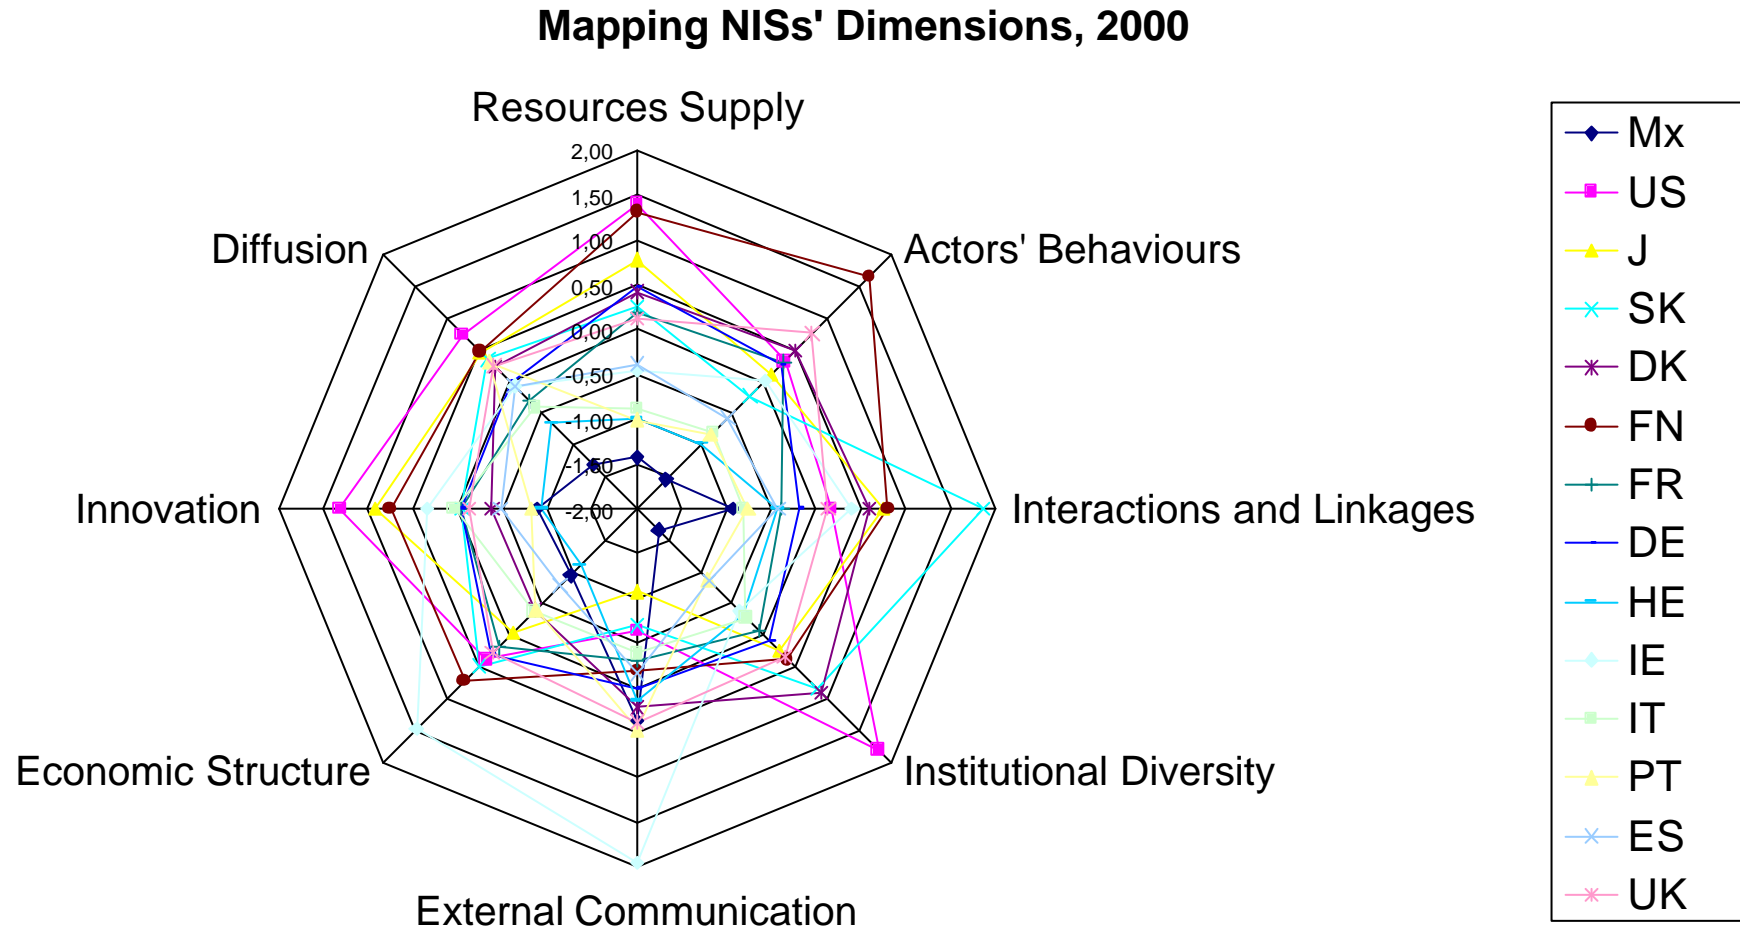 Mapping NISs' Dimensions, 2000
Resources Supply
2,00
1,50
1,00
0,50
0,00
-0,50
-1,00
-1,50
-2,00
Diffusion
Actors' Behaviours
Innovation
Interactions and Linkages
Economic Structure
Institutional Diversity
External Communication
Mx
US
J
SK
DK
FN
FR
DE
HE
IE
IT
PT
ES
UK